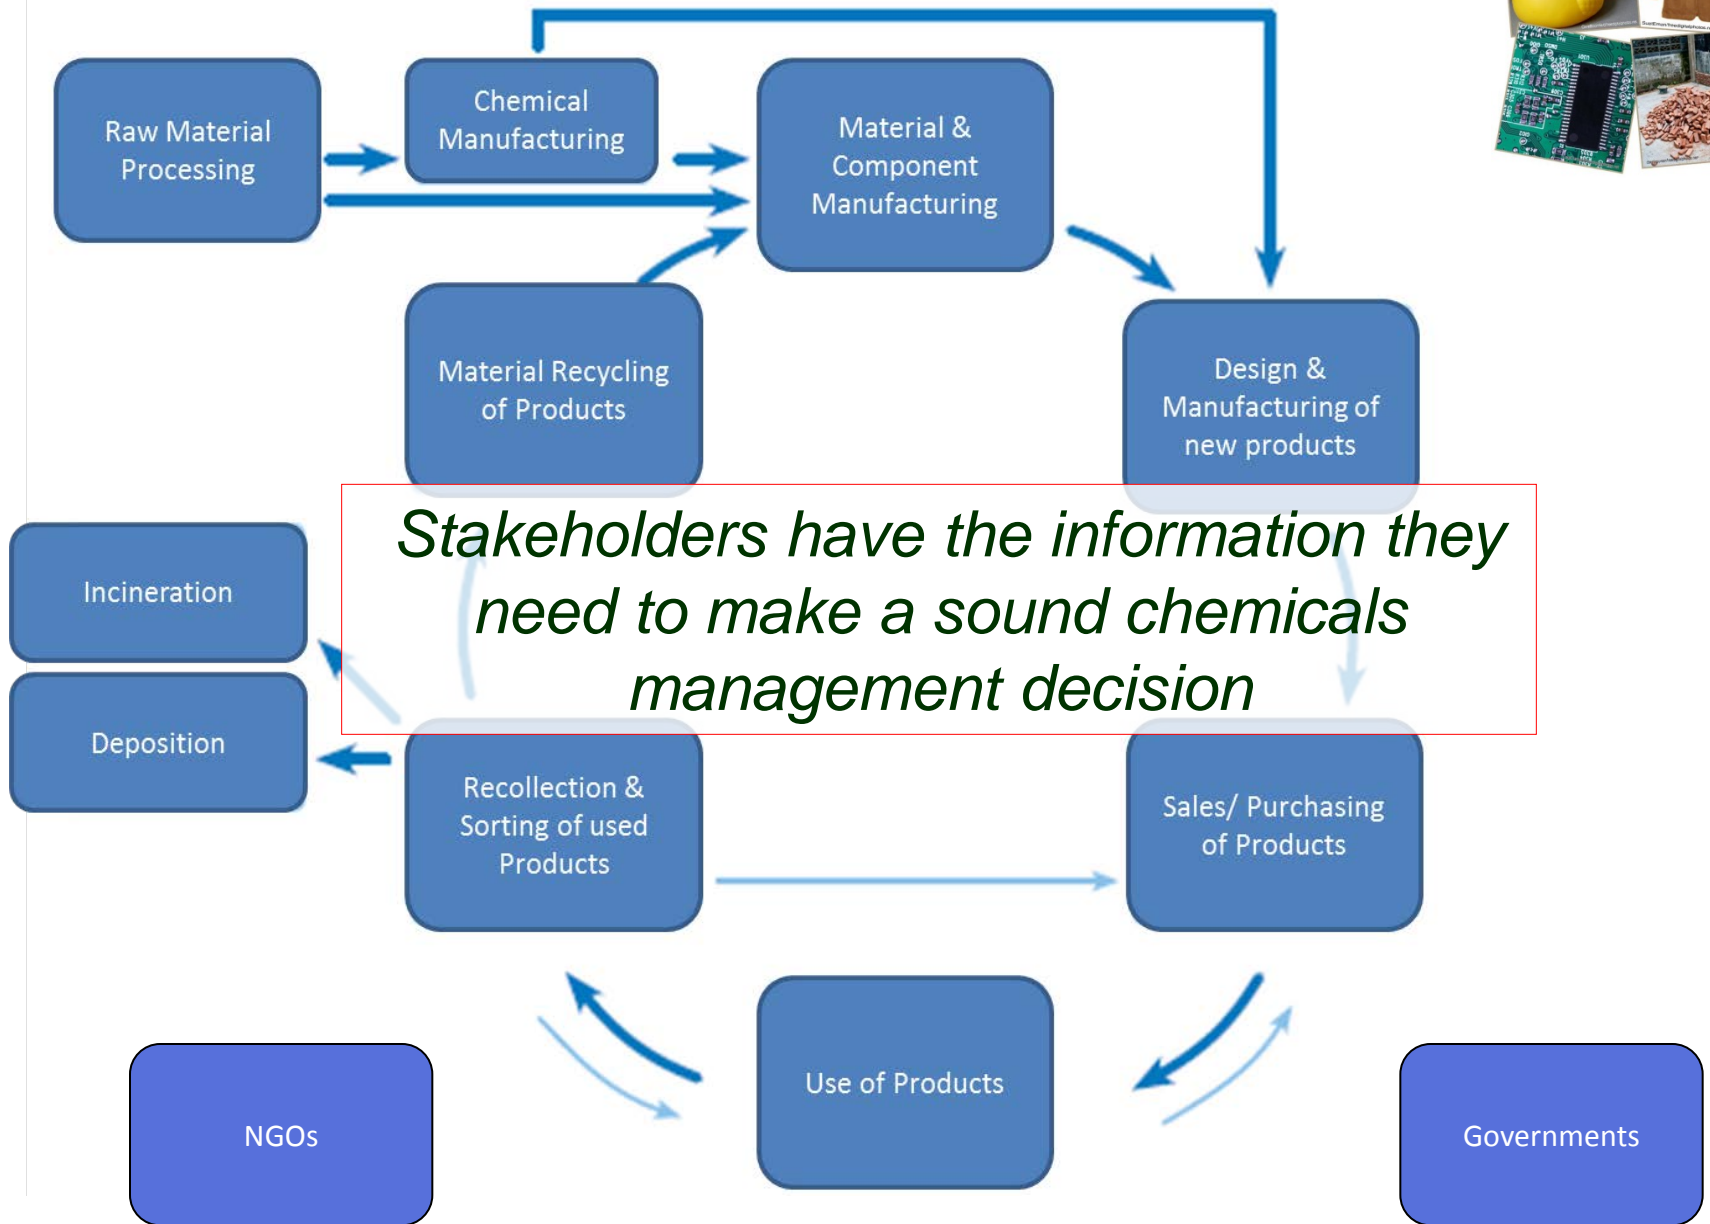 Raw Material
Processing
Chemical
Manufacturing
Material &
Component
Manufacturing
Material Recycling
of Products
Design &
Manufacturing of
new products
Stakeholders have the information they
need to make a sound chemicals
management decision
Incineration
Deposition
Recollection &
Sorting of used
Products
Sales/ Purchasing
of Products
Use of Products
NGOs
Governments